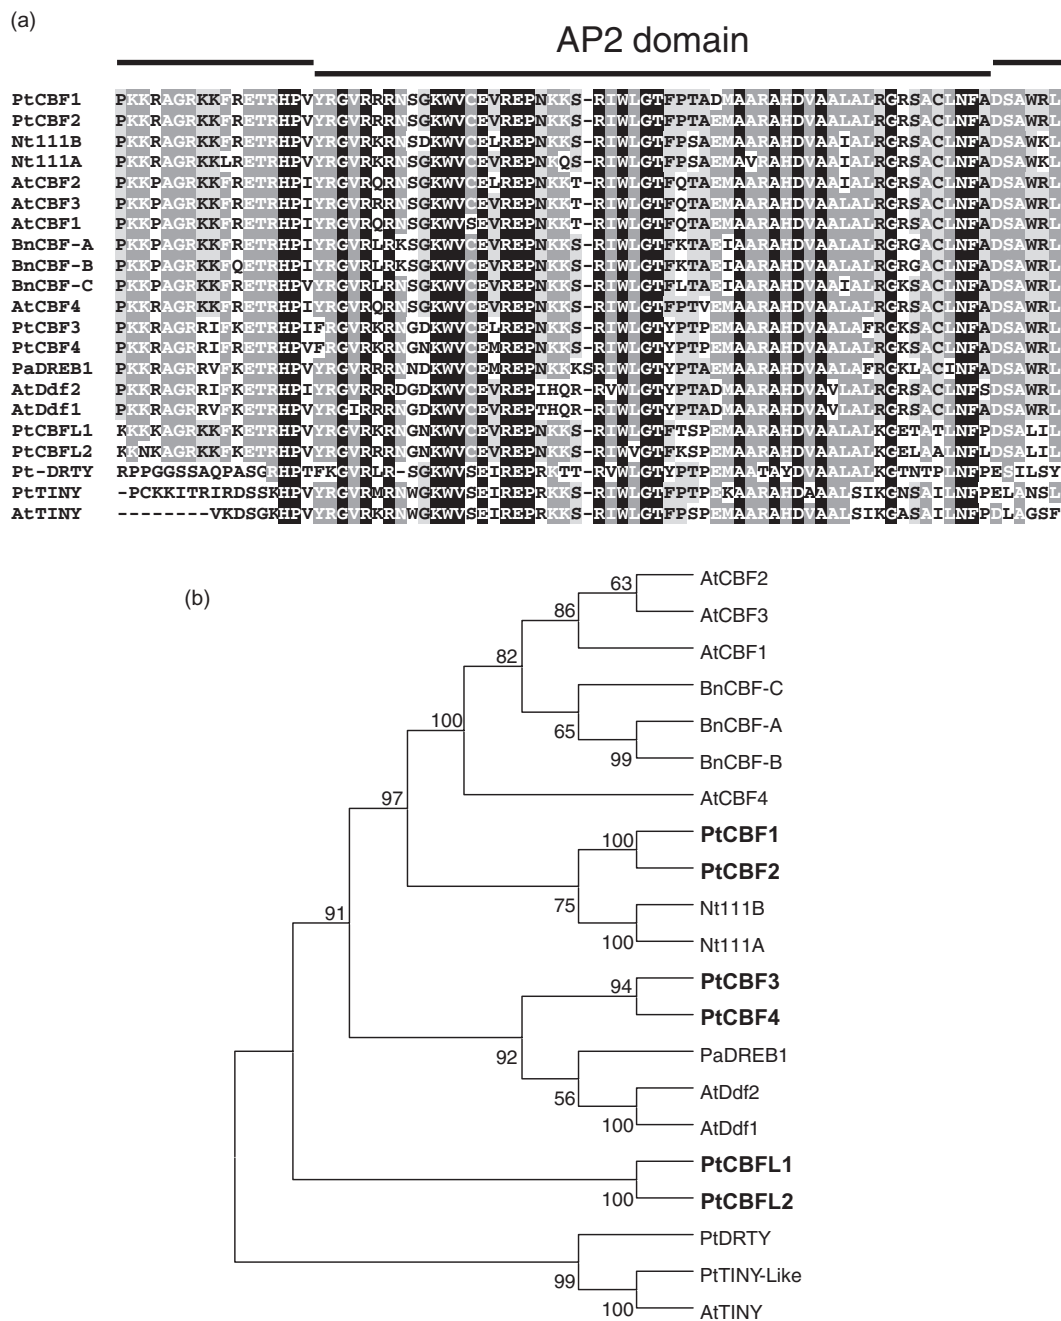 (a)
AP2 domain
PtCBF1 PKKRAGRKKFRETRHPVYRGVRRRNSGKWVCEVREPNKKS-RIWLGTFPTADMAARAHDVAALALRGRSACLNFADSAWRL
PtCBF2 PKKRAGRKKFRETRHPVYRGVRRRNSGKWVCEVREPNKKS-RIWLGTFPTAEMAARAHDVAALALRGRSACLNFADSAWRL
Nt111B PKKRAGRKKFRETRHPVYRGVRKRNSDKWVCELREPNKKS-RIWLGTFPSAEMAARAHDVAAIALRGRSACLNFADSAWKL
Nt111A PKKRAGRKKLRETRHPVYRGVRKRNSGKWVCEVREPNKQS-RIWLGTFPSAEMAVRAHDVAAIALRGRSACLNFADSAWKL
AtCBF2 PKKPAGRKKFRETRHPIYRGVRQRNSGKWVCELREPNKKT-RIWLGTFQTAEMAARAHDVAAIALRGRSACLNFADSAWRL
AtCBF3 PKKPAGRKKFRETRHPIYRGVRRRNSGKWVCEVREPNKKT-RIWLGTFQTAEMAARAHDVAALALRGRSACLNFADSAWRL
AtCBF1 PKKPAGRKKFRETRHPIYRGVRQRNSGKWVSEVREPNKKT-RIWLGTFQTAEMAARAHDVAALALRGRSACLNFADSAWRL
BnCBF-A PKKPAGRKKFRETRHPIYRGVRLRKSGKWVCEVREPNKKS-RIWLGTFKTAEIAARAHDVAALALRGRGACLNFADSAWRL
BnCBF-B PKKPAGRKKFQETRHPIYRGVRLRKSGKWVCEVREPNKKS-RIWLGTFKTAEIAARAHDVAALALRGRGACLNFADSAWRL
BnCBF-C PKKPAGRKKFRETRHPIYRGVRLRNSGKWVCEVREPNKKS-RIWLGTFLTAEIAARAHDVAAIALRGKSACLNFADSAWRL
AtCBF4 PKKRAGRKKFRETRHPIYRGVRQRNSGKWVCEVREPNKKS-RIWLGTFPTVEMAARAHDVAALALRGRSACLNFADSAWRL
PtCBF3 PKKRAGRRIFKETRHPIFRGVRKRNGDKWVCELREPNKKS-RIWLGTYPTPEMAARAHDVAALAFRGKSACLNFADSAWRL
PtCBF4 PKKRAGRRIFRETRHPVFRGVRKRNGNKWVCEMREPNKKS-RIWLGTYPTPEMAARAHDVAALALRGKSACLNFADSAWRL
PaDREB1 PKKRAGRRVFKETRHPVYRGVRRRNNDKWVCEMREPNKKKSRIWLGTYPTPEMAARAHDVAALAFRGKLACINFADSAWRL
AtDdf2 PKKRAGRRIFKETRHPIYRGVRRRDGDKWVCEVREPIHQR-RVWLGTYPTADMAARAHDVAVLALRGRSACLNFSDSAWRL
AtDdf1 PKKRAGRRVFKETRHPVYRGIRRRNGDKWVCEVREPTHQR-RIWLGTYPTADMAARAHDVAVLALRGRSACLNFADSAWRL
PtCBFL1 KKKKAGRKKFKETRHPVYRGVRKRNGNKWVCEVREPNKKS-RIWLGTFTSPEMAARAHDVAALALKGETATLNFPDSALIL
PtCBFL2 KKNKAGRKKFKETRHPVYRGVRRRNGNKWVCEVREPNKKS-RIWVGTFKSPEMAARAHDVAALALKGELAALNFLDSALIL
Pt-DRTY RPPGGSSAQPASGRHPTFKGVRLR-SGKWVSEIREPRKTT-RVWLGTYPTPEMAATAYDVAALALKGTNTPLNFPESILSY
PtTINY -PCKKITRIRDSSKHPVYRGVRMRNWGKWVSEIREPRKKS-RIWLGTFPTPEKAARAHDAAALSIKGNSAILNFPELANSL
AtTINY --------VKDSGKHPVYRGVRKRNWGKWVSEIREPRKKS-RIWLGTFPSPEMAARAHDVAALSIKGASAILNFPDLAGSF
(b)
AtCBF2
63
AtCBF3
86
AtCBF1
82
BnCBF-C
65
BnCBF-A
99
BnCBF-B
100
AtCBF4
97
PtCBF1
100
PtCBF2
75
Nt111B
100
Nt111A
91
PtCBF3
94
PtCBF4
92
PaDREB1
56
AtDdf2
100
AtDdf1
PtCBFL1
100
PtCBFL2
PtDRTY
99
PtTINY-Like
100
AtTINY